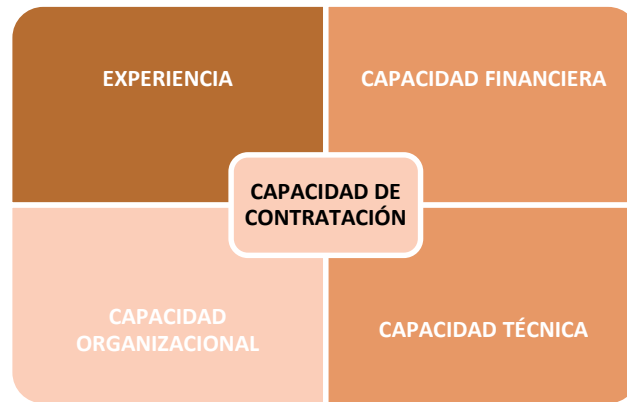 EXPERIENCIA
CAPACIDAD FINANCIERA
CAPACIDAD DE
CONTRATACIÓN
CAPACIDAD
ORGANIZACIONAL
CAPACIDAD TÉCNICA